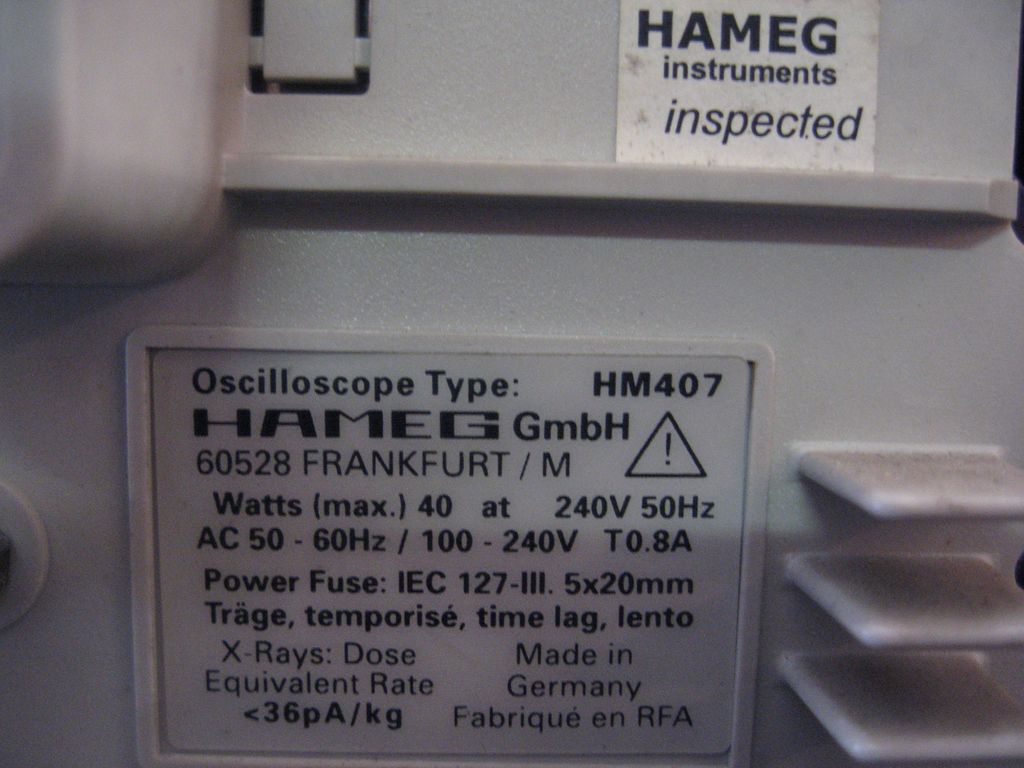 HAMEG
instruments
inspected
Oscilloscope Type: HM407
HAMEG GmbH
60528 FRANKFURT / M
Watts (max.) 40 at 240V 50Hz
AC 50 - 60Hz / 100 - 240V T0.8A
Power Fuse: IEC 127-III. 5x20mm
Träge, temporisé, time lag, lento
X-Rays: Dose
Equivalent Rate
<36pA/kg
Made in
Germany
Fabriqué en RFA